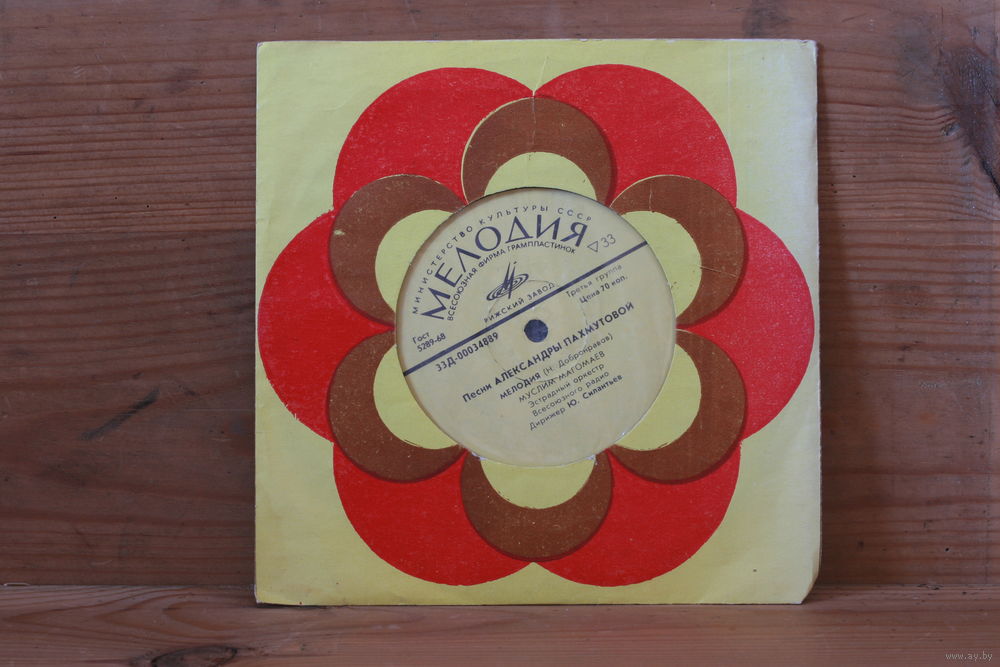 МИНИСТЕРСТВО КУЛЬТУРЫ СССР
МЕЛОДИЯ
ВСЕСОЮЗНАЯ ФИРМА ГРАМПЛАСТИНОК
▽33
РИЖСКИЙ ЗАВОД
Гост
5289-68
Третья группа
Цена 70 коп.
33Д-00034889
Песни АЛЕКСАНДРЫ ПАХМУТОВОЙ
МЕЛОДИЯ (Н. Добронравов)
МУСЛИМ МАГОМАЕВ
Эстрадный оркестр
Всесоюзного радио
Дирижер Ю. Силантьев
www.ay.by